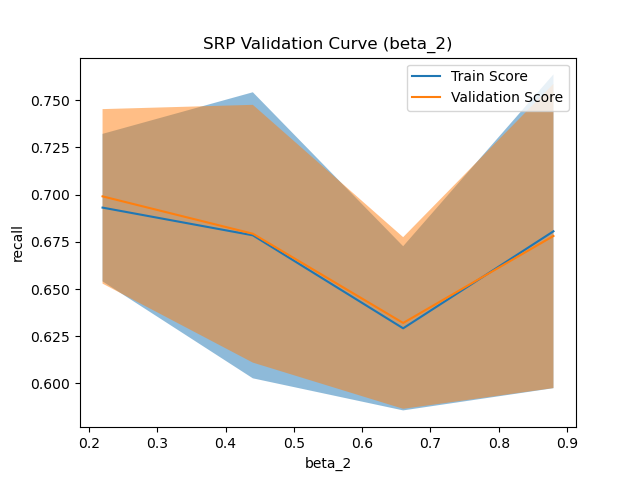 SRP Validation Curve (beta_2)
Train Score
Validation Score
recall
0.750
0.725
0.700
0.675
0.650
0.625
0.600
0.2 0.3 0.4 0.5 0.6 0.7 0.8 0.9
beta_2